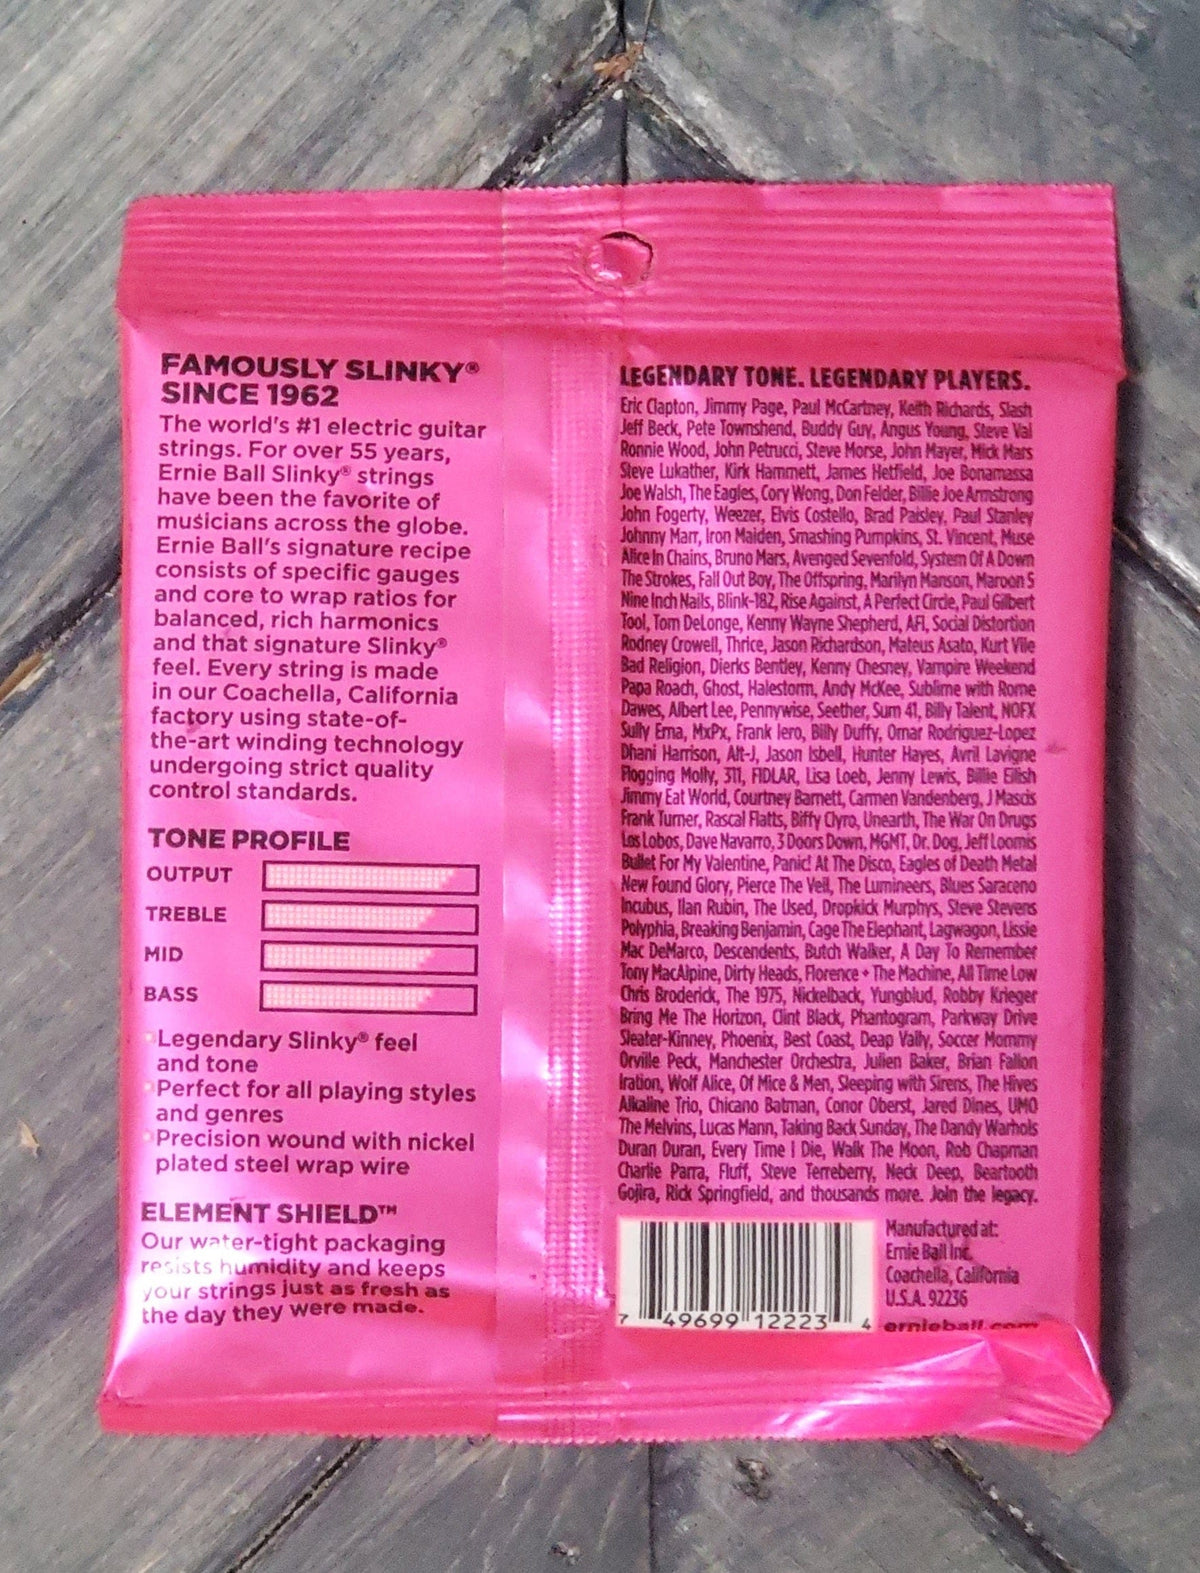 FAMOUSLY SLINKY®
SINCE 1962
The world's #1 electric guitar
strings. For over 55 years,
Ernie Ball Slinky® strings
have been the favorite of
musicians across the globe.
Ernie Ball's signature recipe
consists of specific gauges
and core to wrap ratios for
balanced, rich harmonics
and that signature Slinky®
feel. Every string is made
in our Coachella, California
factory using state-of-
the-art winding technology
undergoing strict quality
control standards.
TONE PROFILE
OUTPUT
TREBLE
MID
BASS
Legendary Slinky® feel
and tone
Perfect for all playing styles
and genres
Precision wound with nickel
plated steel wrap wire
ELEMENT SHIELD™
Our water-tight packaging
resists humidity and keeps
your strings just as fresh as
the day they were made.
LEGENDARY TONE. LEGENDARY PLAYERS.
Eric Clapton, Jimmy Page, Paul McCartney, Keith Richards, Slash
Jeff Beck, Pete Townshend, Buddy Guy, Angus Young, Steve Vai
Ronnie Wood, John Petrucci, Steve Morse, John Mayer, Mick Mars
Steve Lukather, Kirk Hammett, James Hetfield, Joe Bonamassa
Joe Walsh, The Eagles, Cory Wong, Don Felder, Billie Joe Armstrong
John Fogerty, Weezer, Elvis Costello, Brad Paisley, Paul Stanley
Johnny Marr, Iron Maiden, Smashing Pumpkins, St. Vincent, Muse
Alice In Chains, Bruno Mars, Avenged Sevenfold, System Of A Down
The Strokes, Fall Out Boy, The Offspring, Marilyn Manson, Maroon 5
Nine Inch Nails, Blink-182, Rise Against, A Perfect Circle, Paul Gilbert
Tool, Tom DeLonge, Kenny Wayne Shepherd, AFI, Social Distortion
Rodney Crowell, Thrice, Jason Richardson, Mateus Asato, Kurt Vile
Bad Religion, Dierks Bentley, Kenny Chesney, Vampire Weekend
Papa Roach, Ghost, Halestorm, Andy McKee, Sublime with Rome
Dawes, Albert Lee, Pennywise, Seether, Sum 41, Billy Talent, NOFX
Sully Erna, MxPx, Frank Iero, Billy Duffy, Omar Rodriguez-Lopez
Dhani Harrison, Alt-J, Jason Isbell, Hunter Hayes, Avril Lavigne
Flogging Molly, 311, FIDLAR, Lisa Loeb, Jenny Lewis, Billie Eilish
Jimmy Eat World, Courtney Barnett, Carmen Vandenberg, J Mascis
Frank Turner, Rascal Flatts, Biffy Clyro, Unearth, The War On Drugs
Los Lobos, Dave Navarro, 3 Doors Down, MGMT, Dr. Dog, Jeff Loomis
Bullet For My Valentine, Panic! At The Disco, Eagles of Death Metal
New Found Glory, Pierce The Veil, The Lumineers, Blues Saraceno
Incubus, Ilan Rubin, The Used, Dropkick Murphys, Steve Stevens
Polyphia, Breaking Benjamin, Cage The Elephant, Lagwagon, Lissie
Mac DeMarco, Descendents, Butch Walker, A Day To Remember
Tony MacAlpine, Dirty Heads, Florence + The Machine, All Time Low
Chris Broderick, The 1975, Nickelback, Yungblud, Robby Krieger
Bring Me The Horizon, Clint Black, Phantogram, Parkway Drive
Sleater-Kinney, Phoenix, Best Coast, Deap Vally, Soccer Mommy
Orville Peck, Manchester Orchestra, Julien Baker, Brian Fallon
Iration, Wolf Alice, Of Mice & Men, Sleeping with Sirens, The Hives
Alkaline Trio, Chicano Batman, Conor Oberst, Jared Dines, UMO
The Melvins, Lucas Mann, Taking Back Sunday, The Dandy Warhols
Duran Duran, Every Time I Die, Walk The Moon, Rob Chapman
Charlie Parra, Fluff, Steve Terreberry, Neck Deep, Beartooth
Gojira, Rick Springfield, and thousands more. Join the legacy.
7 49699 12223 4
Manufactured at:
Ernie Ball Inc.
Coachella, California
U.S.A. 92236
ernieball.com